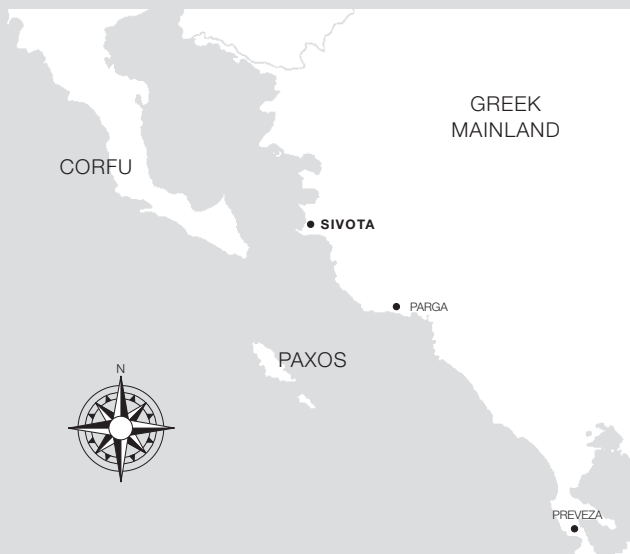 GREEK
MAINLAND
CORFU
SIVOTA
PARGA
PAXOS
N
PREVEZA